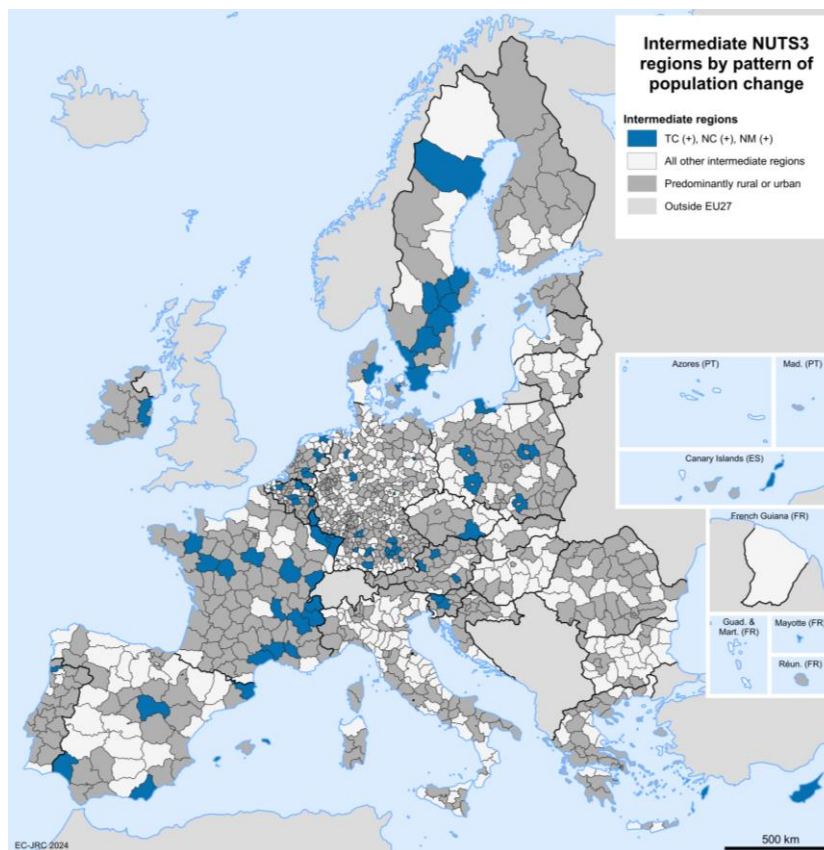 Intermediate NUTS3
regions by pattern of
population change
Intermediate regions
TC (+), NC (+), NM (+)
All other intermediate regions
Predominantly rural or urban
Outside EU27
Azores (PT)
Mad. (PT)
Canary Islands (ES)
French Guiana (FR)
Guad. &
Mart. (FR)
Mayotte (FR)
Réun. (FR)
EC-JRC 2024
500 km